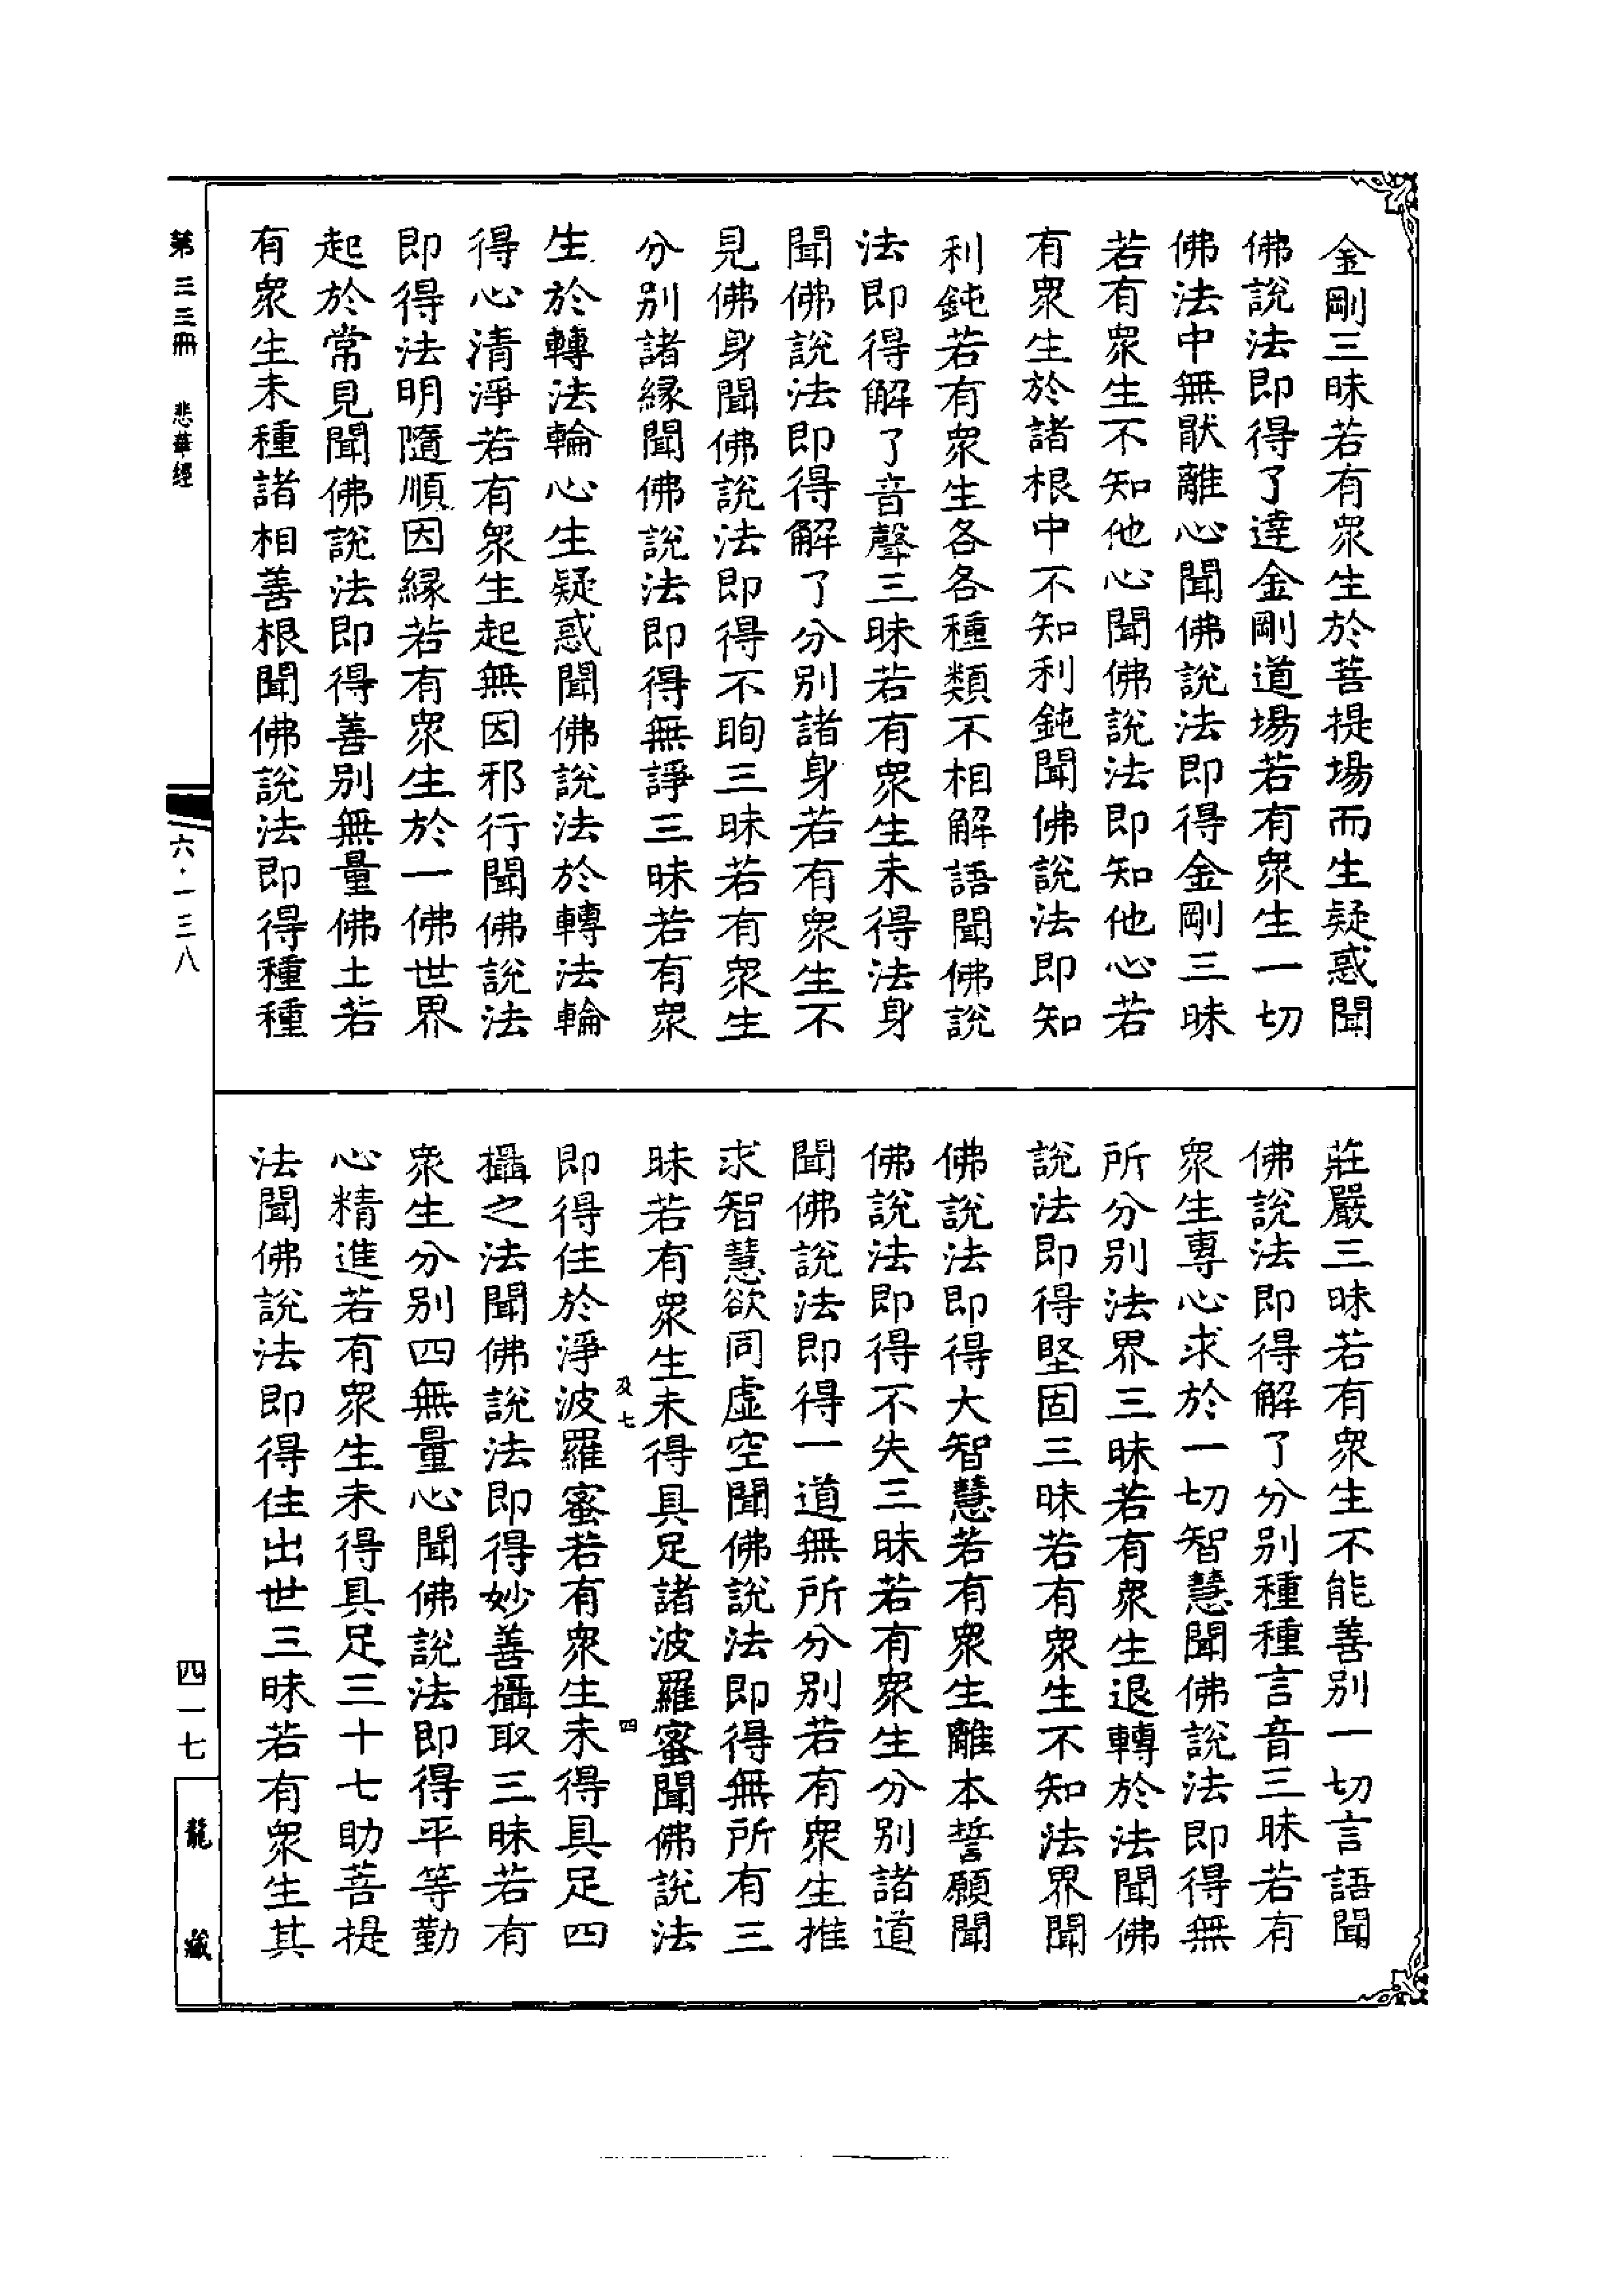 金剛三昧若有衆生於菩提場而生疑惑聞
佛說法即得了達金剛道場若有衆生一切
佛法中無猒離心聞佛說法即得金剛三昧
若有衆生不知他心聞佛說法即知他心若
有衆生於諸根中不知利鈍聞佛說法即知
利鈍若有衆生各各種類不相解語聞佛說
法即得解了音聲三昧若有衆生未得法身
聞佛說法即得解了分別諸身若有衆生不
見佛身聞佛說法即得不眴三昧若有衆生
分別諸緣聞佛說法即得無諍三昧若有衆
生於轉法輪心生疑惑聞佛說法於轉法輪
得心清淨若有衆生起無因邪行聞佛說法
即得法明隨順因緣若有衆生於一佛世界
起於常見聞佛說法即得善別無量佛土若
有衆生未種諸相善根聞佛說法即得種種
莊嚴三昧若有衆生不能善別一切言語聞
佛說法即得解了分別種種言音三昧若有
衆生專心求於一切智慧聞佛說法即得無
所分別法界三昧若有衆生退轉於法聞佛
說法即得堅固三昧若有衆生不知法界聞
佛說法即得大智慧若有衆生離本誓願聞
佛說法即得不失三昧若有衆生分別諸道
聞佛說法即得一道無所分別若有衆生推
求智慧欲同虛空聞佛說法即得無所有三
昧若有衆生未得具足諸波羅蜜聞佛說法
及七 四
即得住於淨波羅蜜若有衆生未得具足四
攝之法聞佛說法即得妙善攝取三昧若有
衆生分別四無量心聞佛說法即得平等勤
心精進若有衆生未得具足三十七助菩提
法聞佛說法即得住出世三昧若有衆生其
第三三冊 悲華經
六·一三八
四一七
龍藏